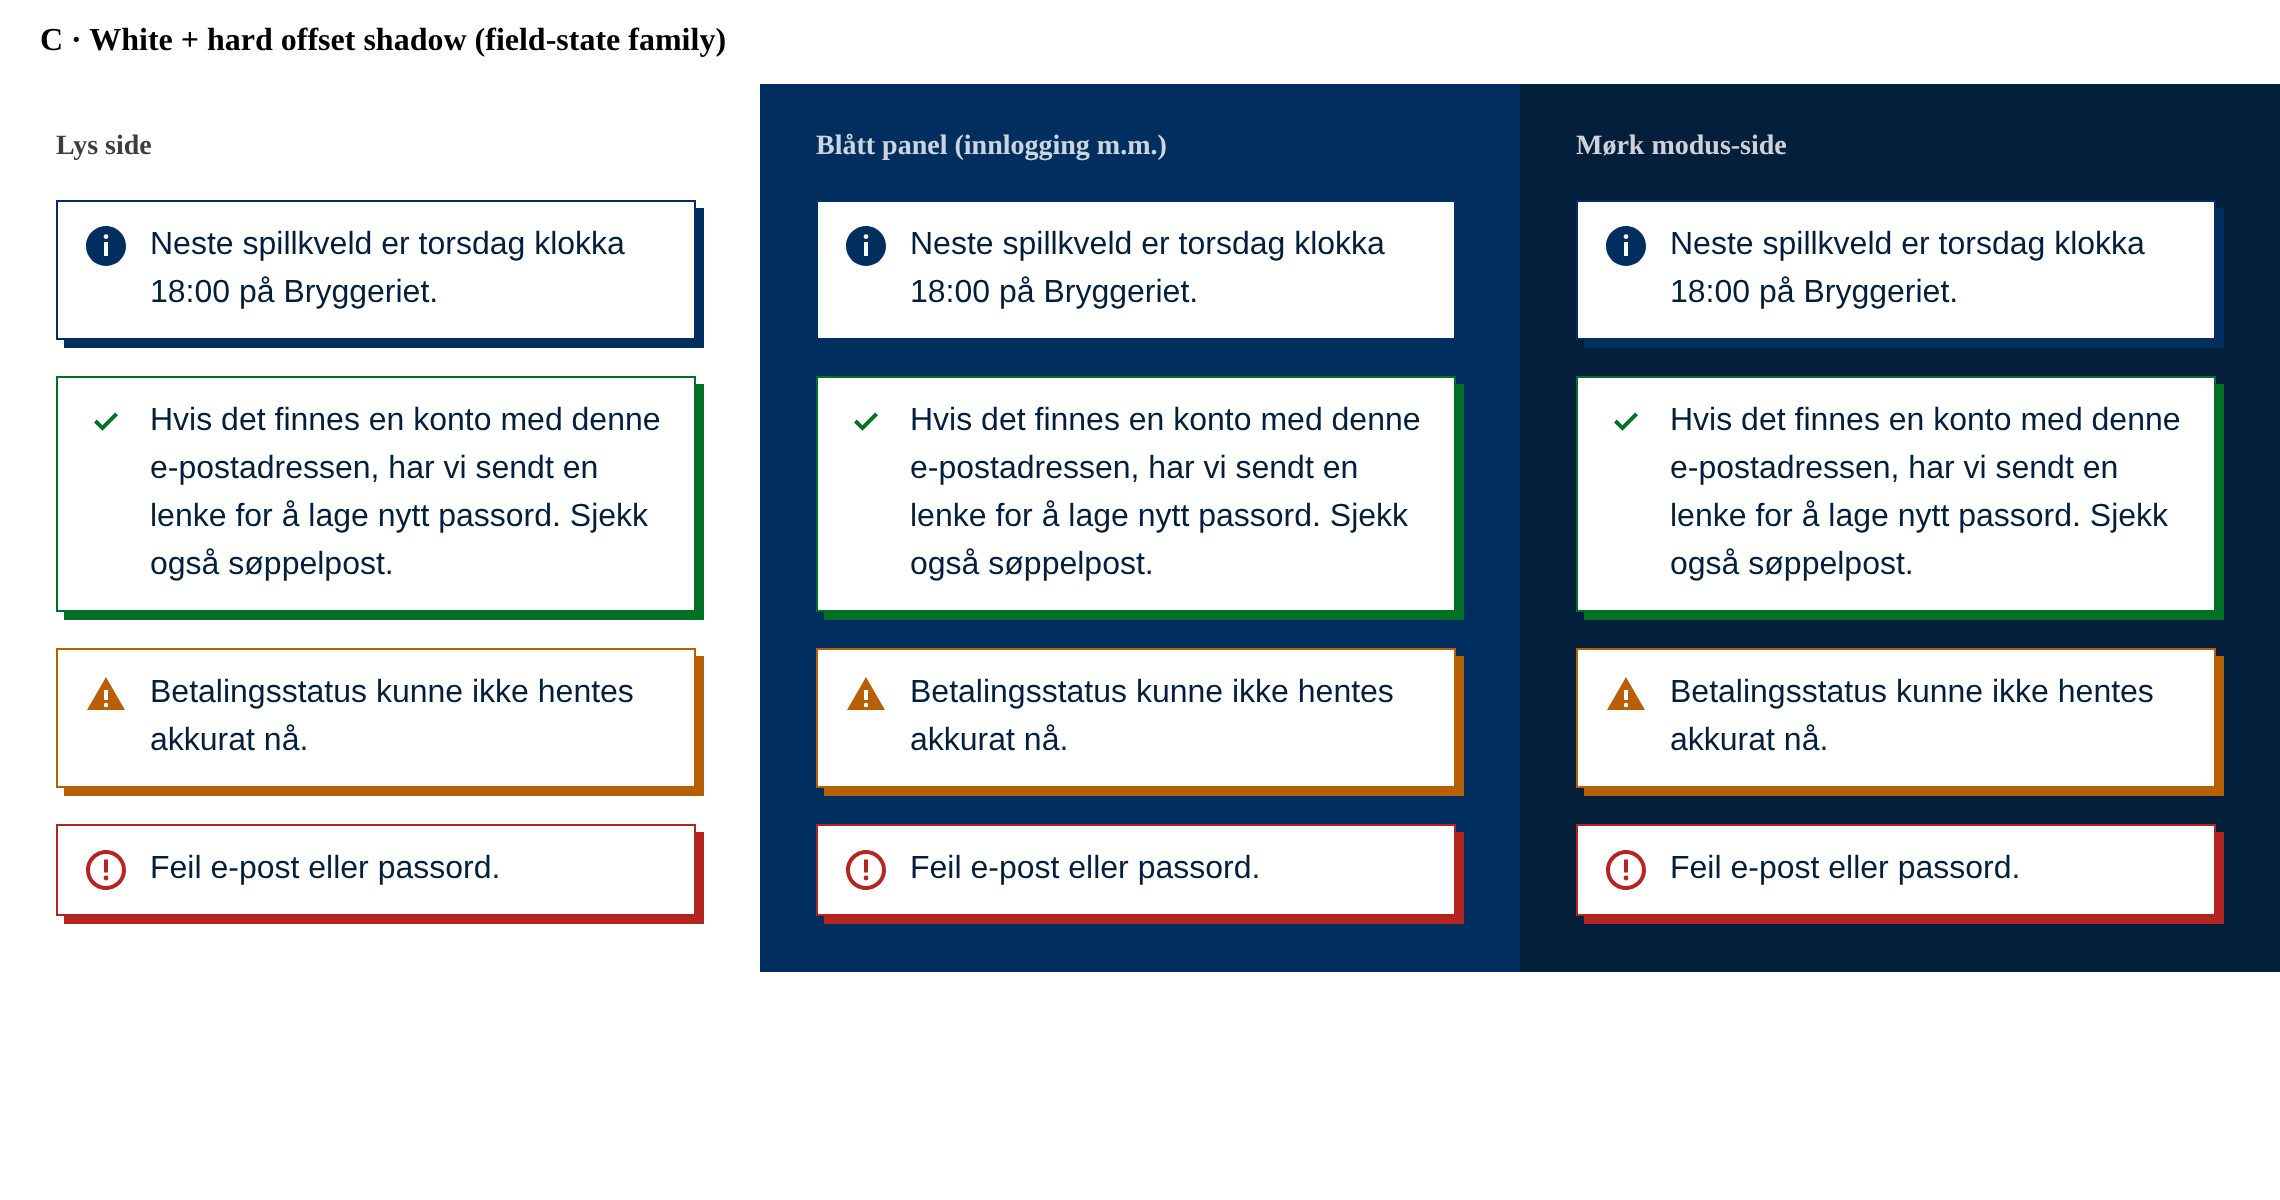 C · White + hard offset shadow (field-state family)
Lys side
Neste spillkveld er torsdag klokka
18:00 på Bryggeriet.
Hvis det finnes en konto med denne
e-postadressen, har vi sendt en
lenke for å lage nytt passord. Sjekk
også søppelpost.
Betalingsstatus kunne ikke hentes
akkurat nå.
Feil e-post eller passord.
Blått panel (innlogging m.m.)
Neste spillkveld er torsdag klokka
18:00 på Bryggeriet.
Hvis det finnes en konto med denne
e-postadressen, har vi sendt en
lenke for å lage nytt passord. Sjekk
også søppelpost.
Betalingsstatus kunne ikke hentes
akkurat nå.
Feil e-post eller passord.
Mørk modus-side
Neste spillkveld er torsdag klokka
18:00 på Bryggeriet.
Hvis det finnes en konto med denne
e-postadressen, har vi sendt en
lenke for å lage nytt passord. Sjekk
også søppelpost.
Betalingsstatus kunne ikke hentes
akkurat nå.
Feil e-post eller passord.